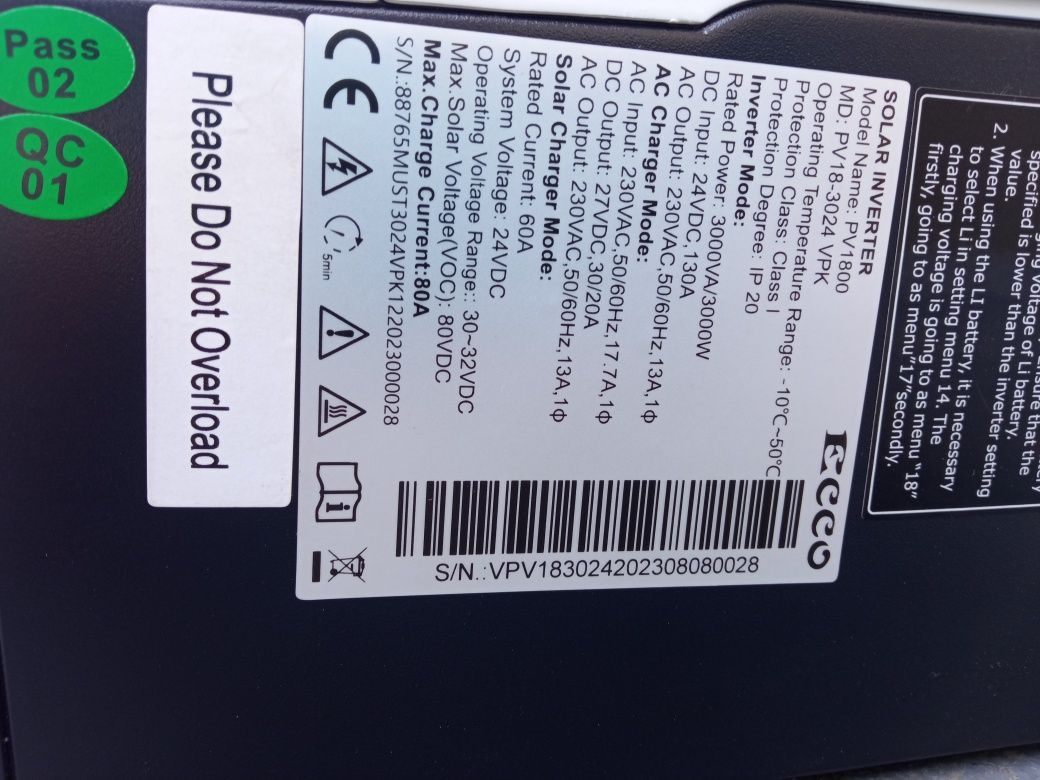 specified is lower than the inverter setting
value.
2. When using the LI battery, it is necessary
to select Li in setting menu 14. The
charging voltage is going to as menu "18"
firstly, going to as menu"17"secondly.
ECCO
SOLAR INVERTER
Model Name: PV1800
MD: PV18-3024 VPK
Operating Temperature Range: -10℃~50℃
Protection Class: Class I
Protection Degree: IP 20
Inverter Mode:
Rated Power: 3000VA/3000W
DC Input: 24VDC,130A
AC Output: 230VAC,50/60Hz,13A,1ϕ
AC Charger Mode:
AC Input: 230VAC,50/60Hz,17.7A,1ϕ
DC Output: 27VDC,30/20A
AC Output: 230VAC,50/60Hz,13A,1ϕ
Solar Charger Mode:
Rated Current: 60A
System Voltage: 24VDC
Operating Voltage Range:: 30~32VDC
Max.Solar Voltage(VOC): 80VDC
Max.Charge Current:80A
S/N.:88765MUST3024VPK122023000028
CE
5min
S/N.:VPV183024202308080028
Please Do Not Overload
Pass
02
QC
01